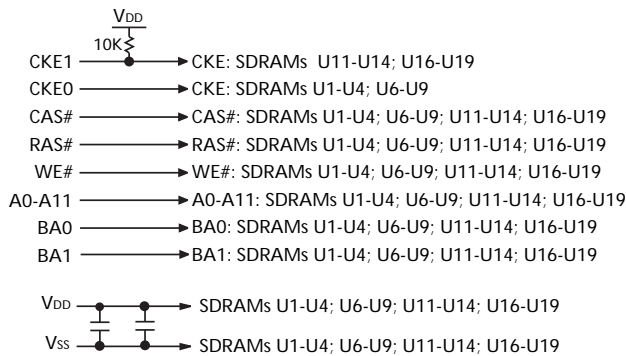 VDD
10K
CKE1 CKE: SDRAMs U11-U14; U16-U19
CKE0 CKE: SDRAMs U1-U4; U6-U9
CAS# CAS#: SDRAMs U1-U4; U6-U9; U11-U14; U16-U19
RAS# RAS#: SDRAMs U1-U4; U6-U9; U11-U14; U16-U19
WE# WE#: SDRAMs U1-U4; U6-U9; U11-U14; U16-U19
A0-A11 A0-A11: SDRAMs U1-U4; U6-U9; U11-U14; U16-U19
BA0 BA0: SDRAMs U1-U4; U6-U9; U11-U14; U16-U19
BA1 BA1: SDRAMs U1-U4; U6-U9; U11-U14; U16-U19
VDD SDRAMs U1-U4; U6-U9; U11-U14; U16-U19
VSS SDRAMs U1-U4; U6-U9; U11-U14; U16-U19